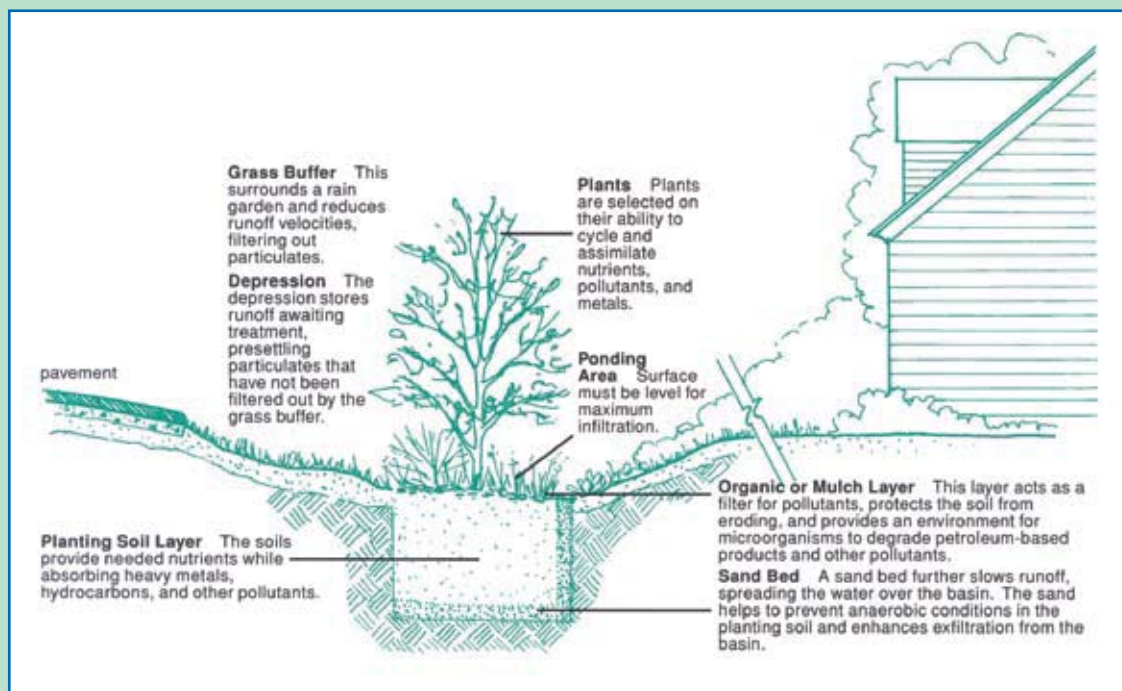 Grass Buffer This
surrounds a rain
garden and reduces
runoff velocities,
filtering out
particulates.
Depression The
depression stores
runoff awaiting
treatment,
presettling
particulates that
have not been
filtered out by the
grass buffer.
Plants Plants
are selected on
their ability to
cycle and
assimilate
nutrients,
pollutants, and
metals.
Ponding
Area Surface
must be level for
maximum
infiltration.
pavement
Planting Soil Layer The soils
provide needed nutrients while
absorbing heavy metals,
hydrocarbons, and other pollutants.
Organic or Mulch Layer This layer acts as a
filter for pollutants, protects the soil from
eroding, and provides an environment for
microorganisms to degrade petroleum-based
products and other pollutants.
Sand Bed A sand bed further slows runoff,
spreading the water over the basin. The sand
helps to prevent anaerobic conditions in the
planting soil and enhances exfiltration from the
basin.